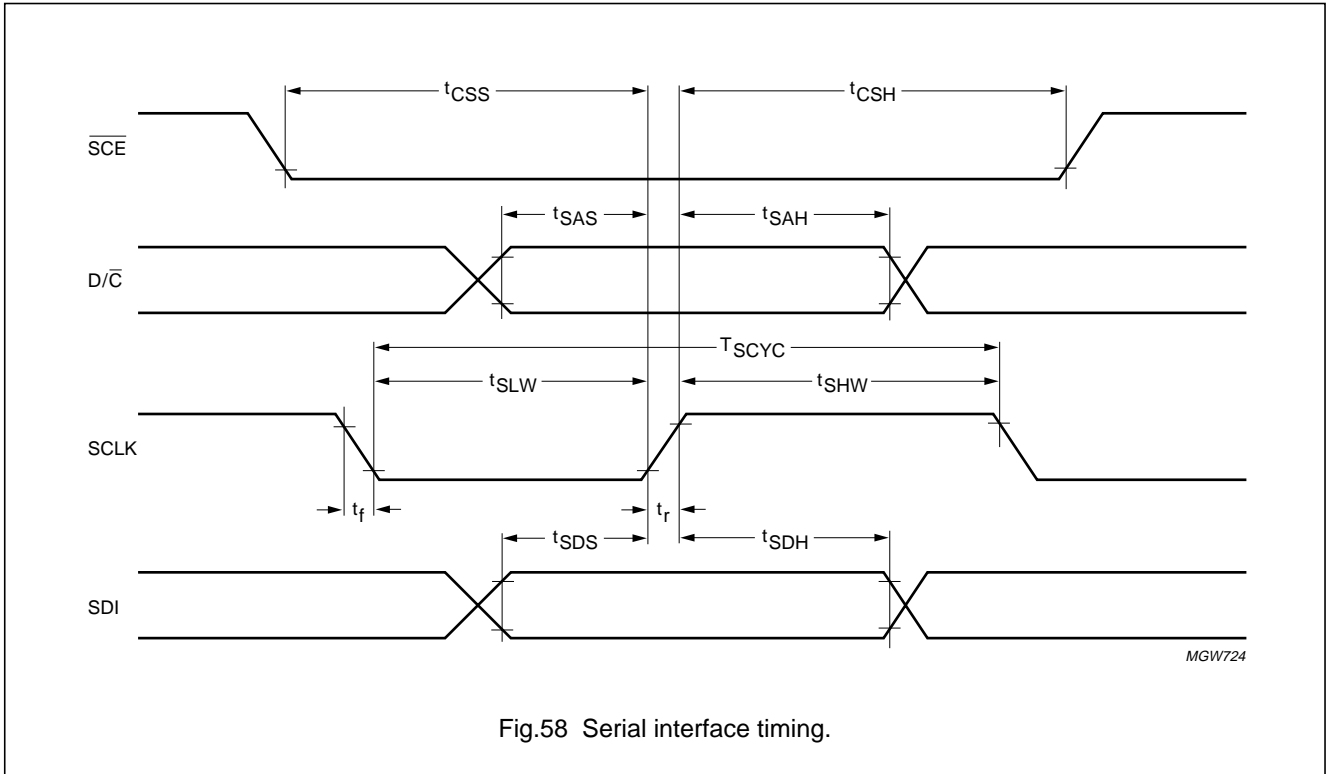 tCSS
tCSH
SCE
tSAS
tSAH
D/C
TSCYC
tSLW
tSHW
SCLK
tf
tr
tSDS
tSDH
SDI
MGW724
Fig.58 Serial interface timing.